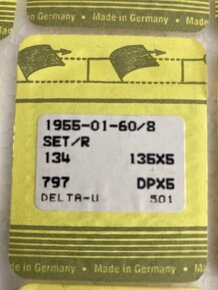 Made in Germany
Made in Germany
1955-01-60/8
SET/R
134 135X5
797 DPX5
DELTA-U 501
Made in Germany
Made in Germany